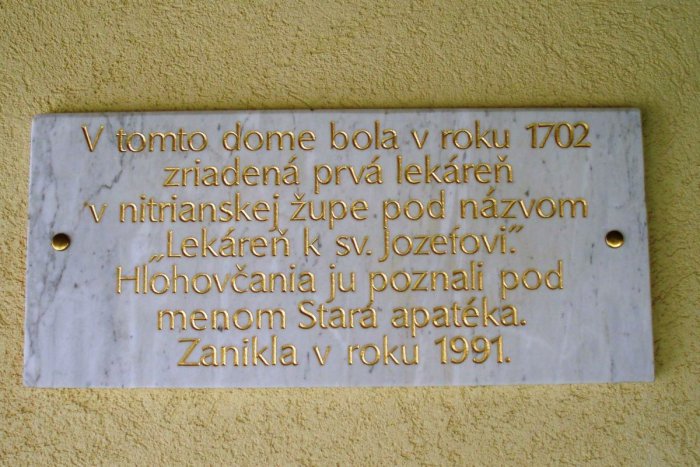 V tomto dome bola v roku 1702
zriadená prvá lekáreň
v nitrianskej župe pod názvom
„Lekáreň k sv. Jozefovi.“
Hlohovčania ju poznali pod
menom Stará apatéka.
Zanikla v roku 1991.